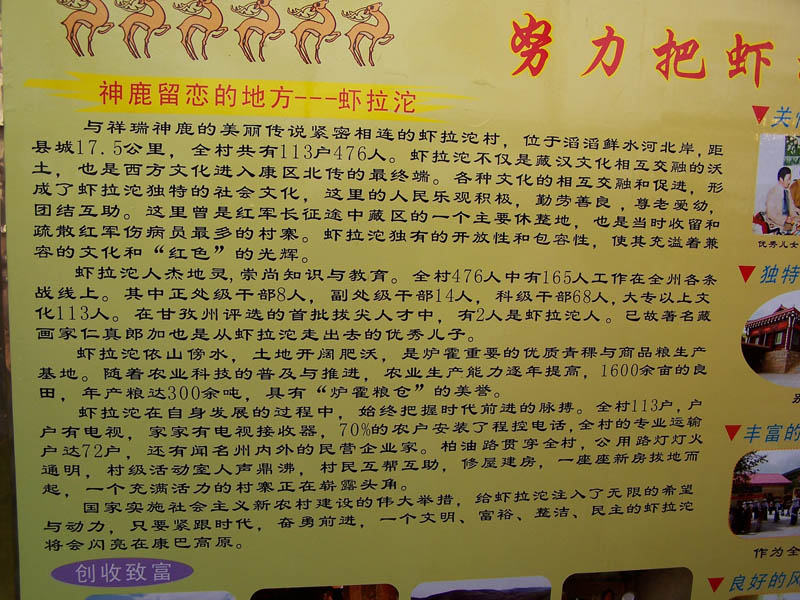 努力把虾
神鹿留恋的地方---虾拉沱
与祥瑞神鹿的美丽传说紧密相连的虾拉沱村，位于滔滔鲜水河北岸，距
县城17.5公里，全村共有113户476人。虾拉沱不仅是藏汉文化相互交融的沃
土，也是西方文化进入康区北传的最终端。各种文化的相互交融和促进，形
成了虾拉沱独特的社会文化，这里的人民乐观积极，勤劳善良，尊老爱幼，
团结互助。这里曾是红军长征途中藏区的一个主要休整地，也是当时收留和
疏散红军伤病员最多的村寨。虾拉沱独有的开放性和包容性，使其充溢着兼
容的文化和“红色”的光辉。
虾拉沱人杰地灵,崇尚知识与教育。全村476人中有165人工作在全州各条
战线上。其中正处级干部8人，副处级干部14人，科级干部68人,大专以上文
化113人。在甘孜州评选的首批拔尖人才中，有2人是虾拉沱人。已故著名藏
画家仁真郎加也是从虾拉沱走出去的优秀儿子。
虾拉沱依山傍水，土地开阔肥沃，是炉霍重要的优质青稞与商品粮生产
基地。随着农业科技的普及与推进，农业生产能力逐年提高，1600余亩的良
田，年产粮达300余吨，具有“炉霍粮仓”的美誉。
虾拉沱在自身发展的过程中，始终把握时代前进的脉搏。全村113户,户
户有电视，家家有电视接收器，70%的农户安装了程控电话,全村的专业运输
户达72户，还有闻名州内外的民营企业家。柏油路贯穿全村，公用路灯灯火
通明，村级活动室人声鼎沸，村民互帮互助，修屋建房，一座座新房拔地而
起，一个充满活力的村寨正在崭露头角。
国家实施社会主义新农村建设的伟大举措，给虾拉沱注入了无限的希望
与动力，只要紧跟时代，奋勇前进，一个文明、富裕、整洁、民主的虾拉沱
将会闪亮在康巴高原。
创收致富
优秀儿女
独特
丰富的
作为全
良好的风